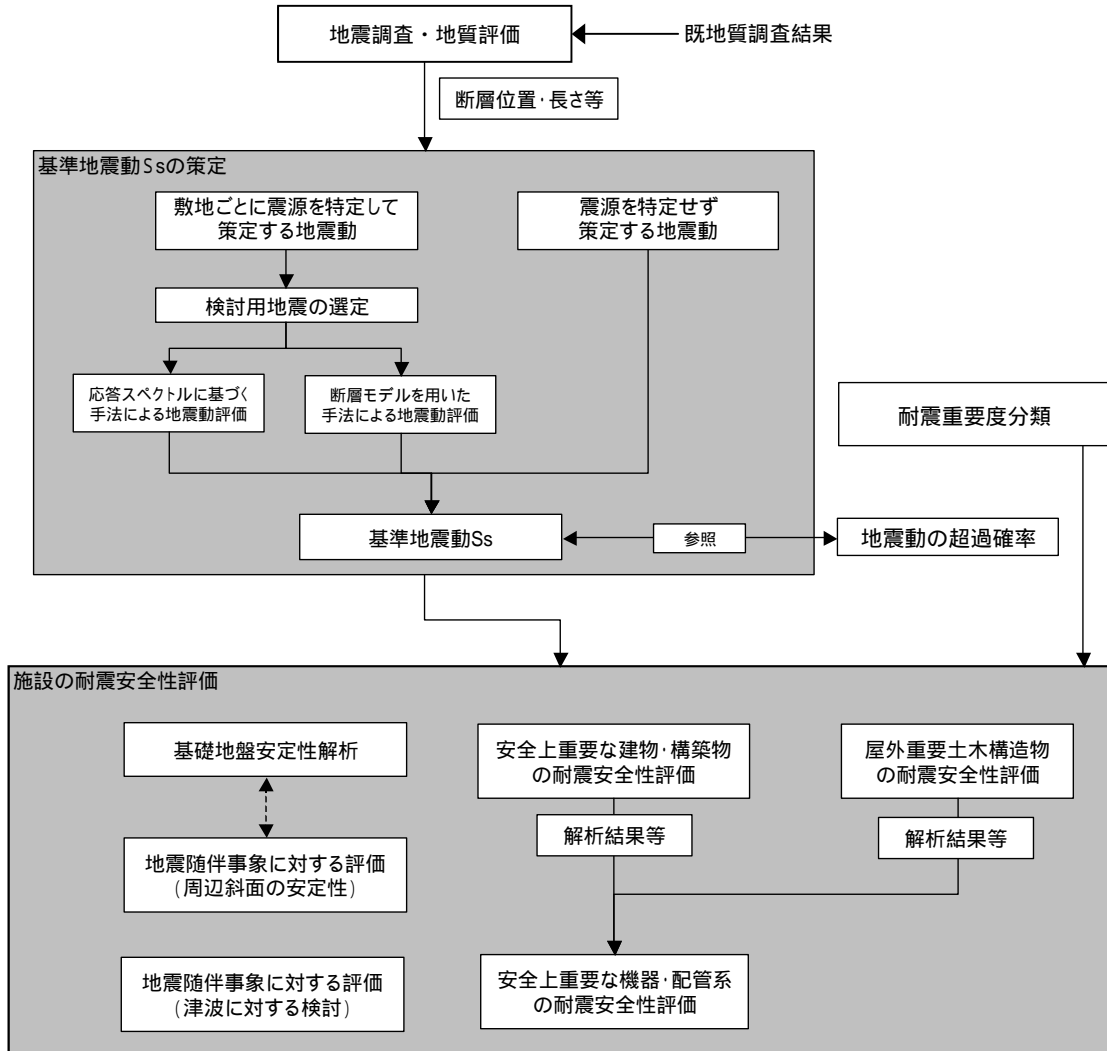 地震調査・地質評価
既地質調査結果
断層位置・長さ等
基準地震動Ssの策定
敷地ごとに震源を特定して
策定する地震動
震源を特定せず
策定する地震動
検討用地震の選定
応答スペクトルに基づく
手法による地震動評価
断層モデルを用いた
手法による地震動評価
耐震重要度分類
基準地震動Ss
参照
地震動の超過確率
施設の耐震安全性評価
基礎地盤安定性解析
安全上重要な建物・構築物
の耐震安全性評価
屋外重要土木構造物
の耐震安全性評価
解析結果等
解析結果等
地震随伴事象に対する評価
(周辺斜面の安定性)
地震随伴事象に対する評価
(津波に対する検討)
安全上重要な機器・配管系
の耐震安全性評価